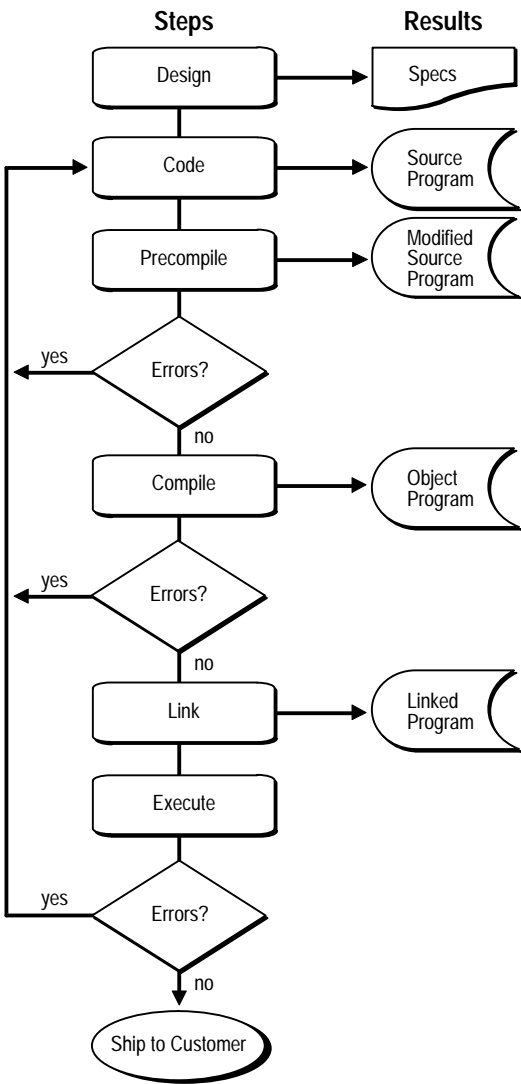 Steps Results
Design
Specs
Code
Source
Program
Precompile
Modified
Source
Program
yes
Errors?
no
Compile
Object
Program
yes
Errors?
no
Link
Linked
Program
Execute
yes
Errors?
no
Ship to Customer